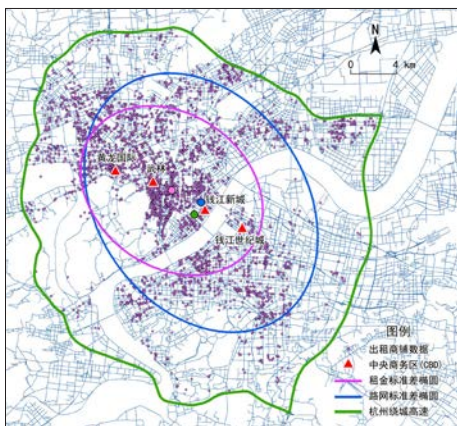 N
0 4 km
黄龙国际
武林
钱江新城
钱江世纪城
图例
出租商铺数据
中央商务区(CBD)
租金标准差椭圆
路网标准差椭圆
杭州绕城高速